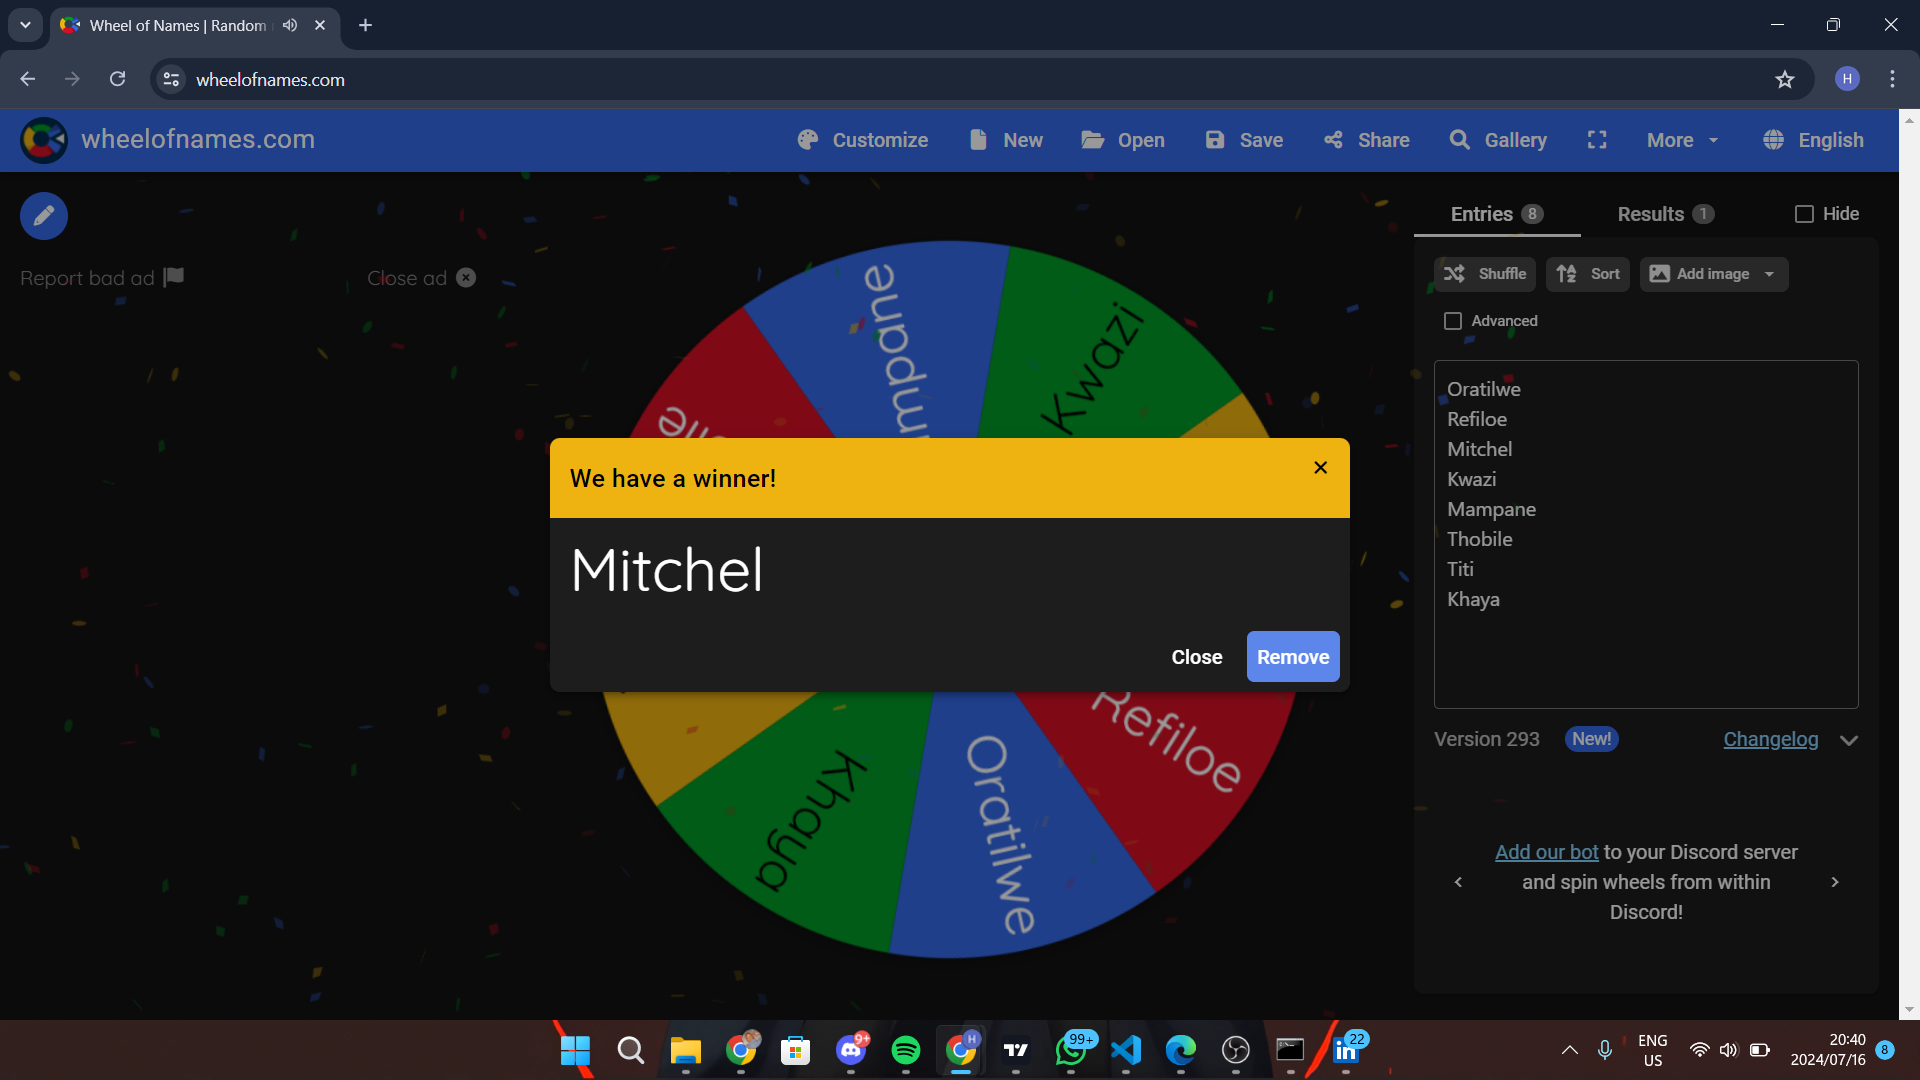 Wheel of Names | Random
wheelofnames.com
H
wheelofnames.com
Customize
New
Open
Save
Share
Gallery
More
English
Entries 8
Results 1
Hide
Report bad ad
Close ad
Shuffle
Sort
Add image
Advanced
Kwazi
Oratilwe
Refiloe
Mitchel
Kwazi
Mampane
Thobile
Titi
Khaya
We have a winner!
Mitchel
Close
Remove
Refiloe
Oratilwe
Khaya
Version 293
New!
Changelog
Add our bot to your Discord server
and spin wheels from within
Discord!
9+
H
99+
22
ENG
US
20:40
2024/07/16
8